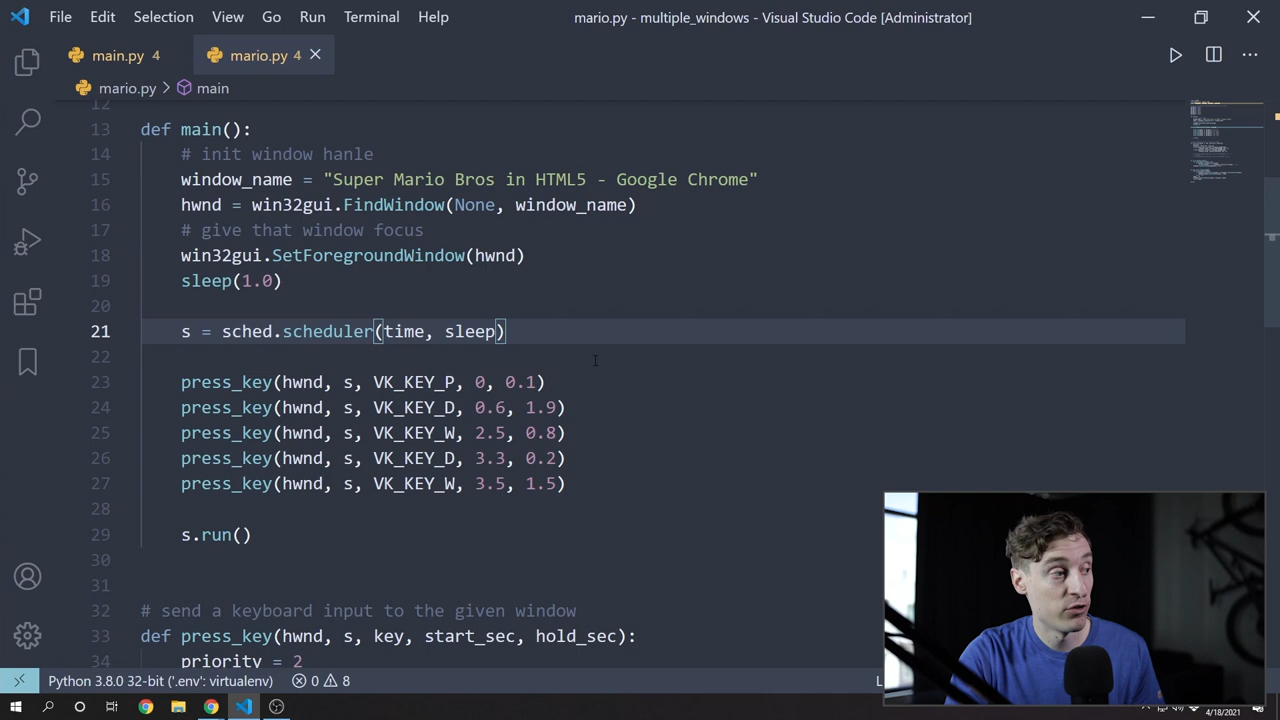 File Edit Selection View Go Run Terminal Help mario.py - multiple_windows - Visual Studio Code [Administrator]
main.py 4 mario.py 4
mario.py > main
12
13 def main():
14 # init window hanle
15 window_name = "Super Mario Bros in HTML5 - Google Chrome"
16 hwnd = win32gui.FindWindow(None, window_name)
17 # give that window focus
18 win32gui.SetForegroundWindow(hwnd)
19 sleep(1.0)
20
21 s = sched.scheduler(time, sleep)
22
23 press_key(hwnd, s, VK_KEY_P, 0, 0.1)
24 press_key(hwnd, s, VK_KEY_D, 0.6, 1.9)
25 press_key(hwnd, s, VK_KEY_W, 2.5, 0.8)
26 press_key(hwnd, s, VK_KEY_D, 3.3, 0.2)
27 press_key(hwnd, s, VK_KEY_W, 3.5, 1.5)
28
29 s.run()
30
31
32 # send a keyboard input to the given window
33 def press_key(hwnd, s, key, start_sec, hold_sec):
34 priority = 2
Python 3.8.0 32-bit ('.env': virtualenv) 0 8 L
4/18/2021